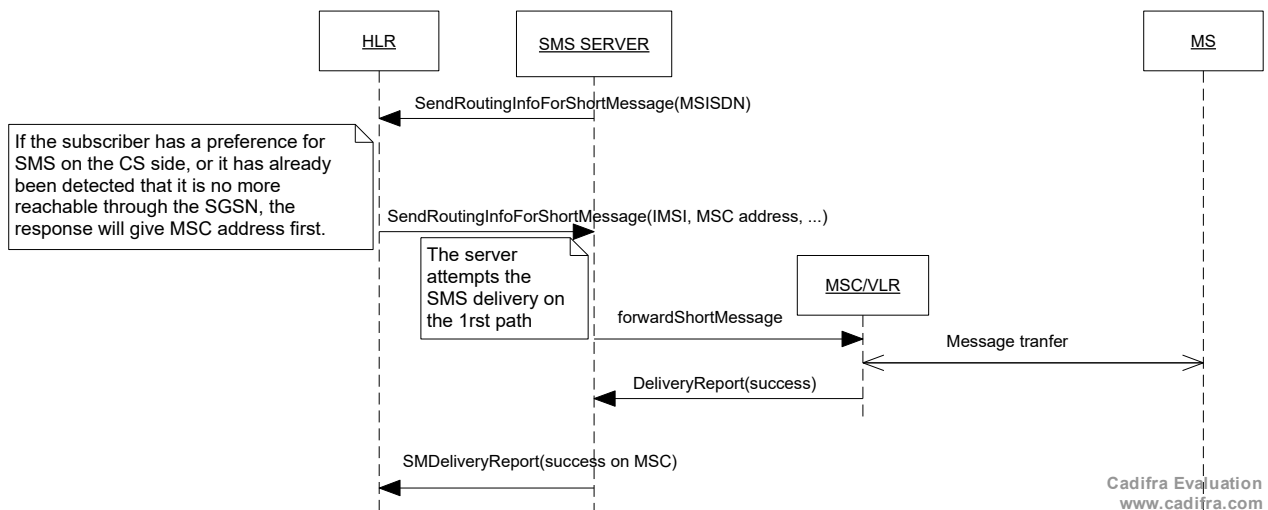 HLR
SMS SERVER
MS
SendRoutingInfoForShortMessage(MSISDN)
If the subscriber has a preference for
SMS on the CS side, or it has already
been detected that it is no more
reachable through the SGSN, the
response will give MSC address first.
SendRoutingInfoForShortMessage(IMSI, MSC address, ...)
The server
attempts the
SMS delivery on
the 1rst path
MSC/VLR
forwardShortMessage
Message tranfer
DeliveryReport(success)
SMDeliveryReport(success on MSC)
Cadifra Evaluation
www.cadifra.com